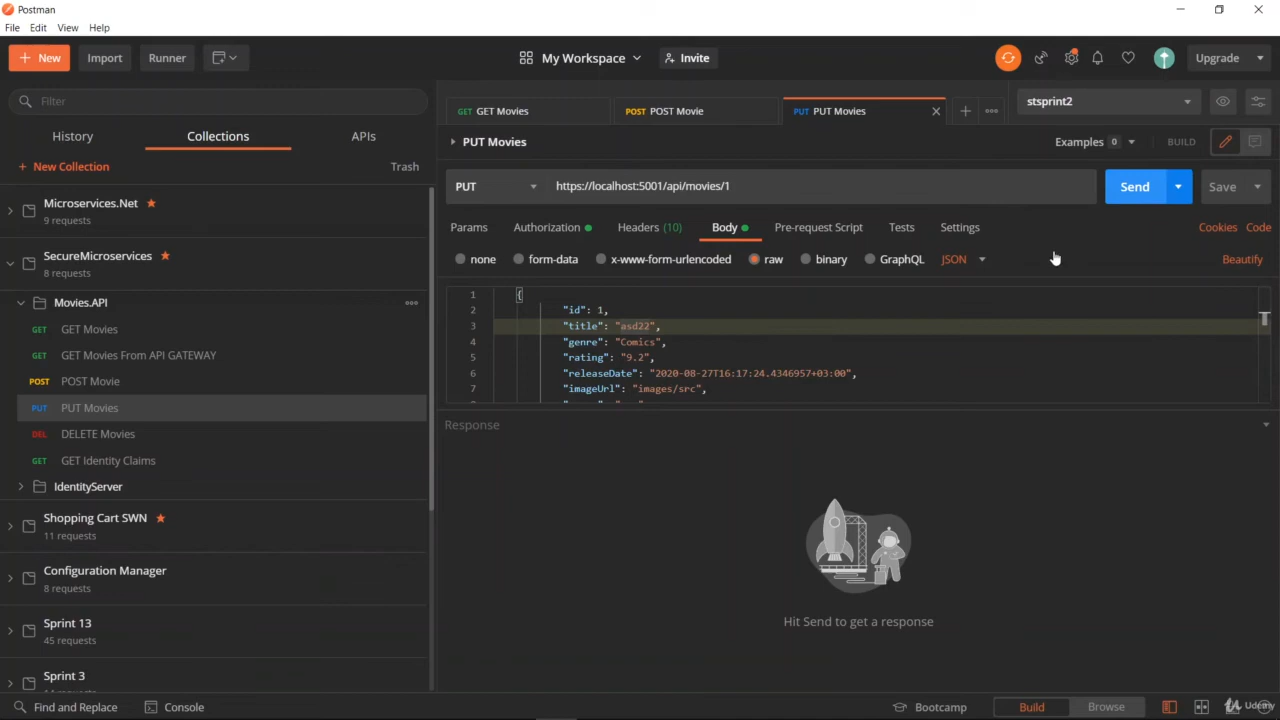 Postman
File Edit View Help
New Import Runner My Workspace Invite Upgrade
Filter
History Collections APIs
New Collection Trash
Microservices.Net
9 requests
SecureMicroservices
8 requests
Movies.API
GET GET Movies
GET GET Movies From API GATEWAY
POST POST Movie
PUT PUT Movies
DEL DELETE Movies
GET GET Identity Claims
IdentityServer
Shopping Cart SWN
11 requests
Configuration Manager
8 requests
Sprint 13
45 requests
Sprint 3
GET GET Movies POST POST Movie PUT PUT Movies stsprint2
PUT Movies Examples 0 BUILD
PUT https://localhost:5001/api/movies/1 Send Save
Params Authorization Headers (10) Body Pre-request Script Tests Settings Cookies Code
none form-data x-www-form-urlencoded raw binary GraphQL JSON Beautify
1 {
2 "id": 1,
3 "title": "asd22",
4 "genre": "Comics",
5 "rating": "9.2",
6 "releaseDate": "2020-08-27T16:17:24.4346957+03:00",
7 "imageUrl": "images/src",
Response
Hit Send to get a response
Find and Replace Console Bootcamp Build Browse Udemy